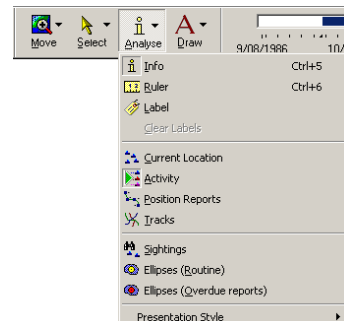 Move Select Analyse Draw
9/08/1986 10/
Info Ctrl+5
Ruler Ctrl+6
Label
Clear Labels
Current Location
Activity
Position Reports
Tracks
Sightings
Ellipses (Routine)
Ellipses (Overdue reports)
Presentation Style